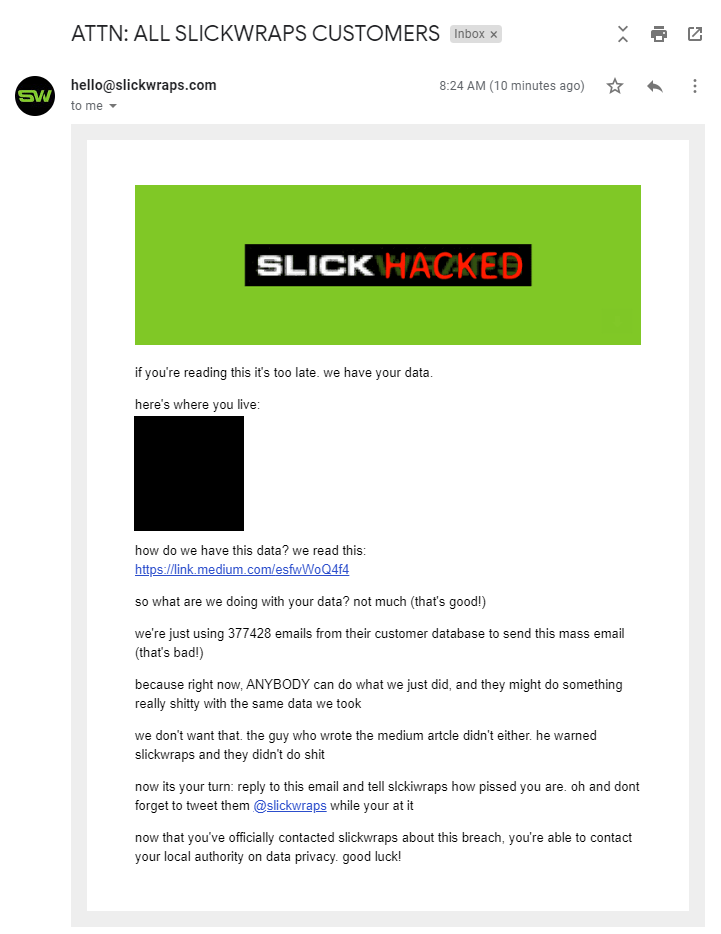 ATTN: ALL SLICKWRAPS CUSTOMERS Inbox ×
SW hello@slickwraps.com 8:24 AM (10 minutes ago)
to me
SLICK HACKED
if you're reading this it's too late. we have your data.
here's where you live:
how do we have this data? we read this:
https://link.medium.com/esfwWoQ4f4
so what are we doing with your data? not much (that's good!)
we're just using 377428 emails from their customer database to send this mass email
(that's bad!)
because right now, ANYBODY can do what we just did, and they might do something
really shitty with the same data we took
we don't want that. the guy who wrote the medium artcle didn't either. he warned
slickwraps and they didn't do shit
now its your turn: reply to this email and tell slckiwraps how pissed you are. oh and dont
forget to tweet them @slickwraps while your at it
now that you've officially contacted slickwraps about this breach, you're able to contact
your local authority on data privacy. good luck!